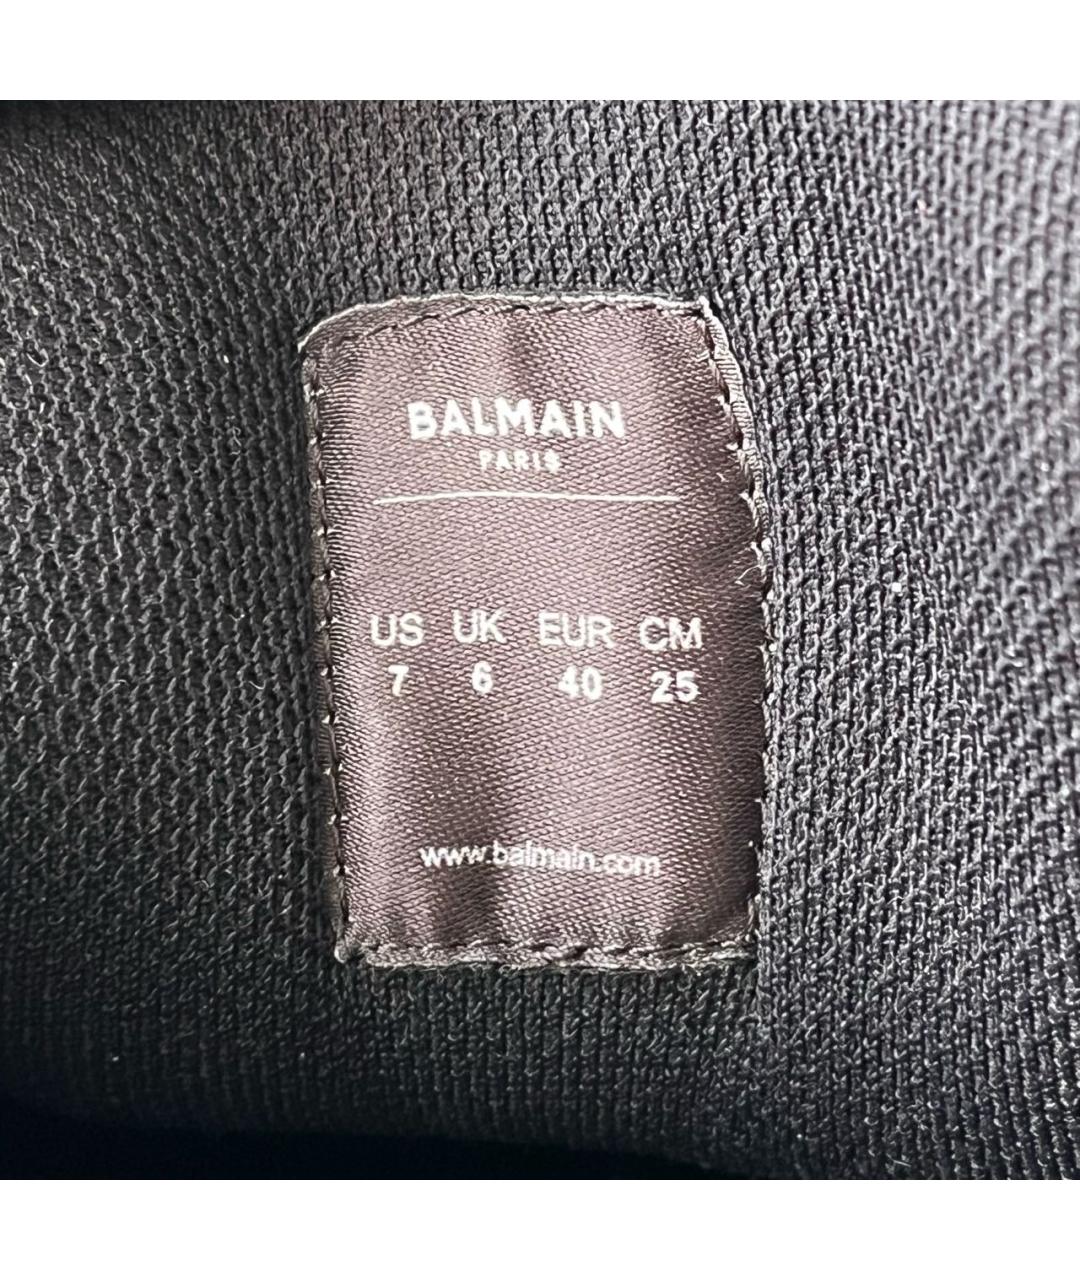 BALMAIN
PARIS
US UK EUR CM
7 6 40 25
www.balmain.com